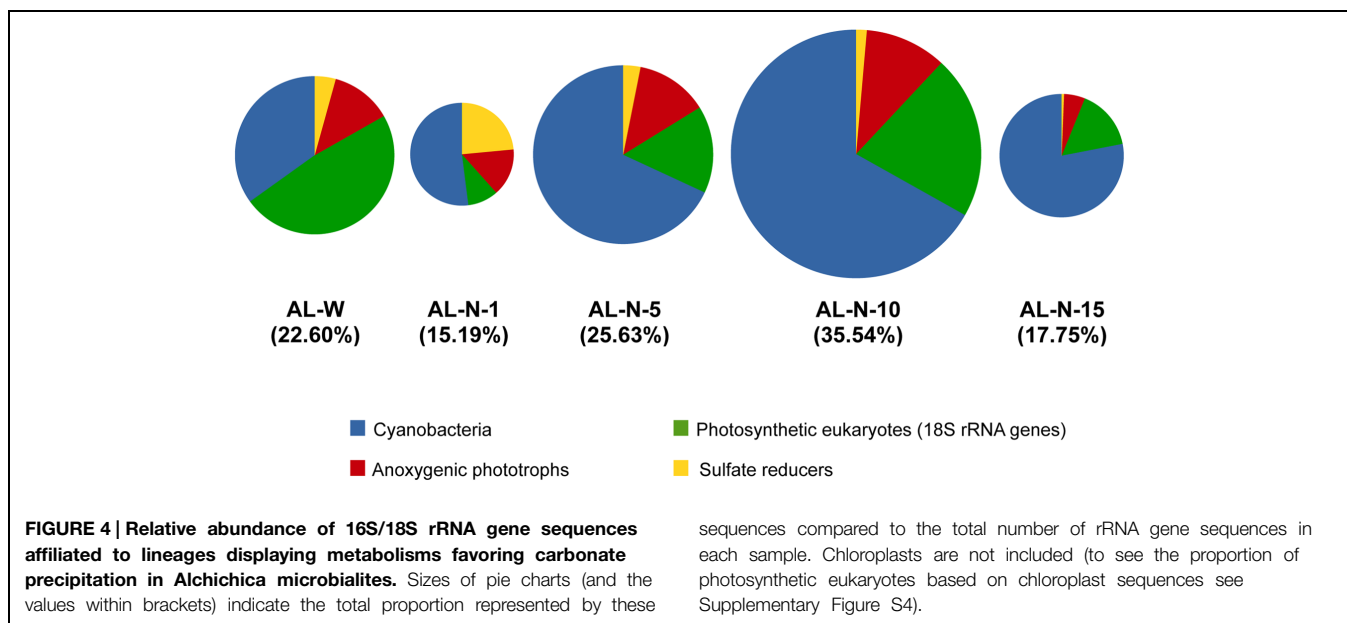 AL-W
(22.60%)
AL-N-1
(15.19%)
AL-N-5
(25.63%)
AL-N-10
(35.54%)
AL-N-15
(17.75%)
Cyanobacteria
Photosynthetic eukaryotes (18S rRNA genes)
Anoxygenic phototrophs
Sulfate reducers
FIGURE 4 | Relative abundance of 16S/18S rRNA gene sequences
affiliated to lineages displaying metabolisms favoring carbonate
precipitation in Alchichica microbialites. Sizes of pie charts (and the
values within brackets) indicate the total proportion represented by these
sequences compared to the total number of rRNA gene sequences in
each sample. Chloroplasts are not included (to see the proportion of
photosynthetic eukaryotes based on chloroplast sequences see
Supplementary Figure S4).